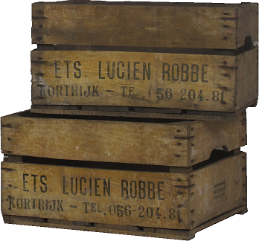 ETS. LUCIEN ROBBE
KORTRIJK - TEL. 056-204.81
ETS. LUCIEN ROBBE
KORTRIJK - TEL. 056-204.81